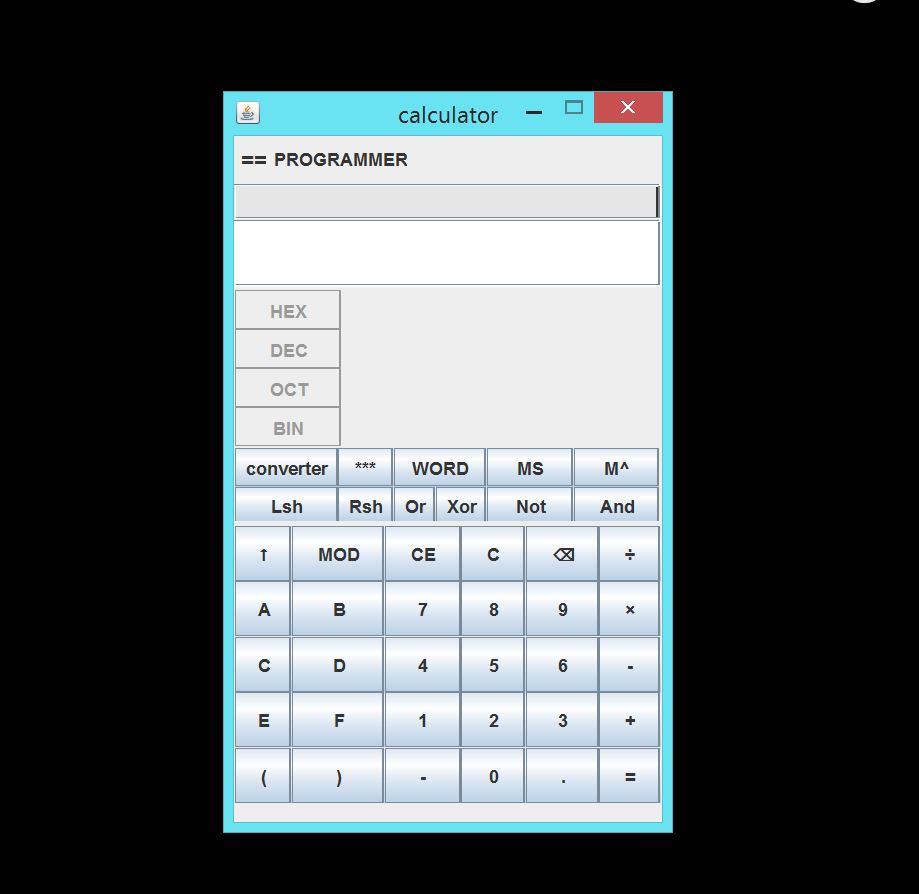 calculator
== PROGRAMMER
HEX
DEC
OCT
BIN
converter *** WORD MS M^
Lsh Rsh Or Xor Not And
↑ MOD CE C ⌫ ÷
A B 7 8 9 ×
C D 4 5 6 -
E F 1 2 3 +
( ) - 0 . =